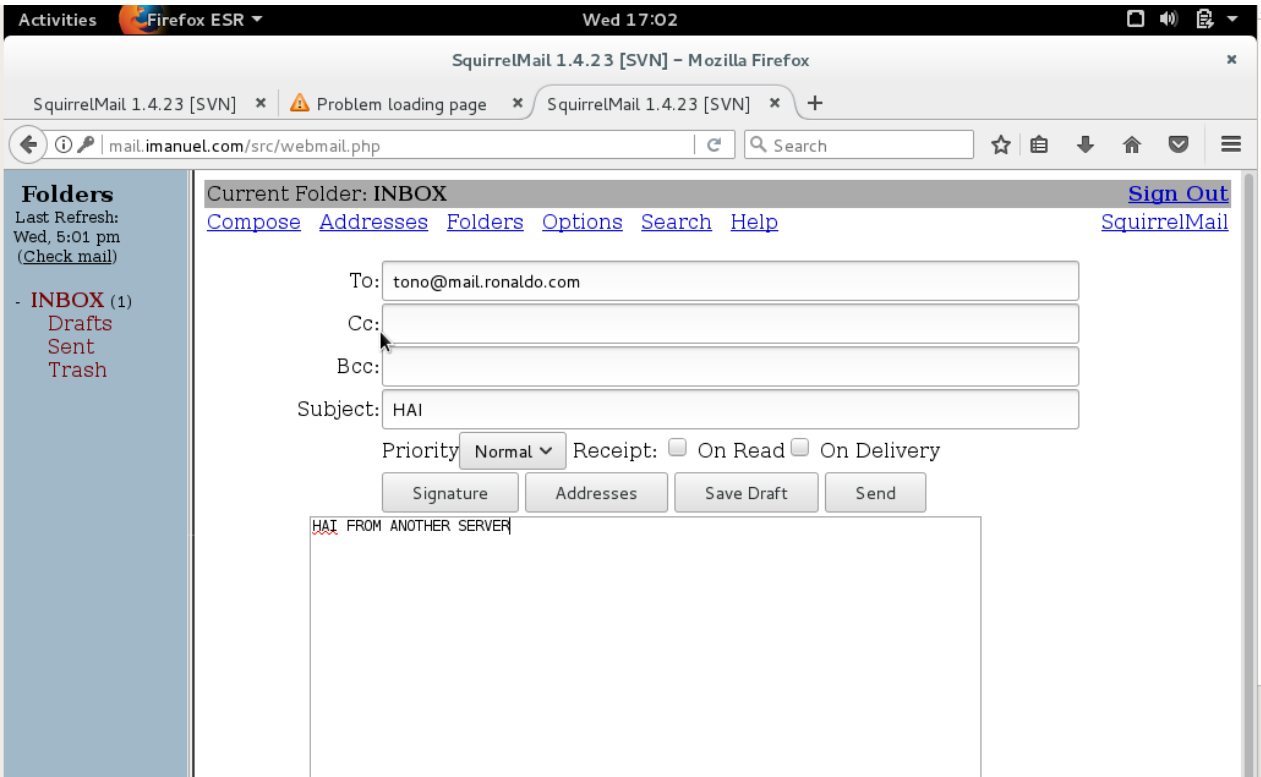 Activities Firefox ESR Wed 17:02
SquirrelMail 1.4.23 [SVN] – Mozilla Firefox
SquirrelMail 1.4.23 [SVN] Problem loading page SquirrelMail 1.4.23 [SVN]
mail.imanuel.com/src/webmail.php Search
Folders
Last Refresh:
Wed, 5:01 pm
(Check mail)
- INBOX (1)
Drafts
Sent
Trash
Current Folder: INBOX Sign Out
Compose Addresses Folders Options Search Help SquirrelMail
To: tono@mail.ronaldo.com
Cc:
Bcc:
Subject: HAI
Priority Normal Receipt: On Read On Delivery
Signature Addresses Save Draft Send
HAI FROM ANOTHER SERVER